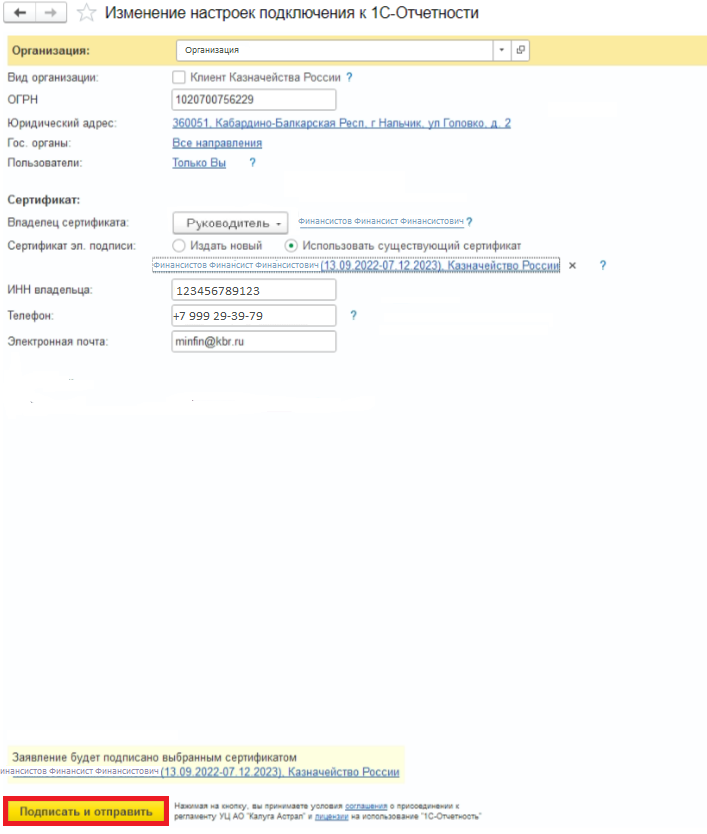 Изменение настроек подключения к 1С-Отчетности
Организация: Организация
Вид организации: Клиент Казначейства России ?
ОГРН 1020700756229
Юридический адрес: 360051, Кабардино-Балкарская Респ, г Нальчик, ул Головко, д. 2
Гос. органы: Все направления
Пользователи: Только Вы ?
Сертификат:
Владелец сертификата: Руководитель Финансистов Финансист Финансистович ?
Сертификат эл. подписи: Издать новый Использовать существующий сертификат
Финансистов Финансист Финансистович (13.09.2022-07.12.2023), Казначейство России × ?
ИНН владельца: 123456789123
Телефон: +7 999 29-39-79 ?
Электронная почта: minfin@kbr.ru
Заявление будет подписано выбранным сертификатом
инансистов Финансист Финансистович (13.09.2022-07.12.2023), Казначейство России
Подписать и отправить Нажимая на кнопку, вы принимаете условия соглашения о присоединении к
регламенту УЦ АО "Калуга Астрал" и лицензии на использование "1С-Отчетность"